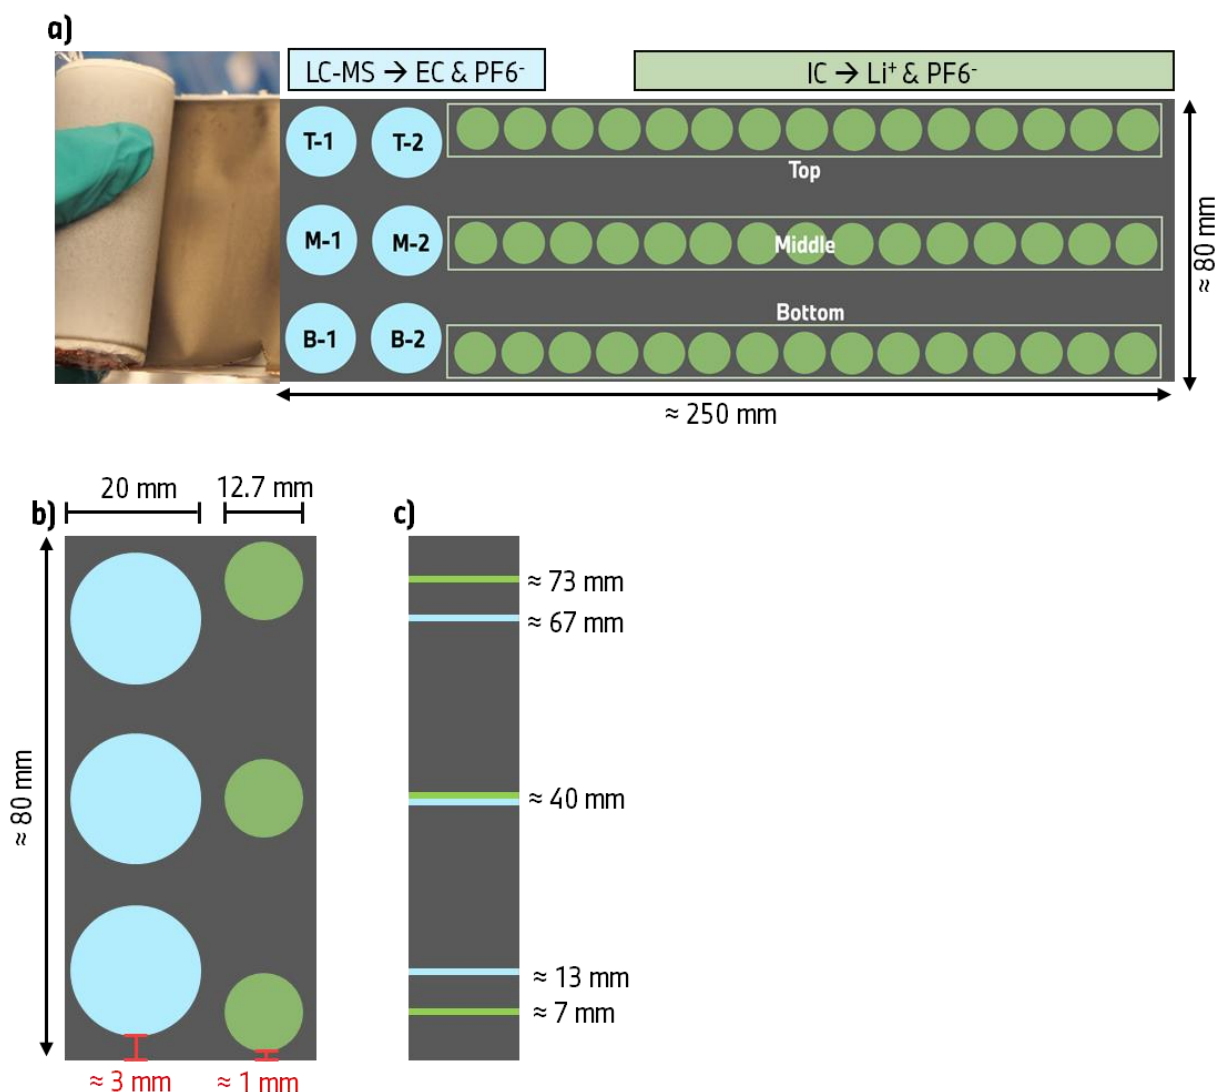 a)
LC-MS → EC & PF6-
IC → Li⁺ & PF6-
T-1
T-2
Top
M-1
M-2
Middle
Bottom
B-1
B-2
≈ 80 mm
≈ 250 mm
20 mm
12.7 mm
b)
c)
≈ 73 mm
≈ 67 mm
≈ 80 mm
≈ 40 mm
≈ 13 mm
≈ 7 mm
≈ 3 mm
≈ 1 mm